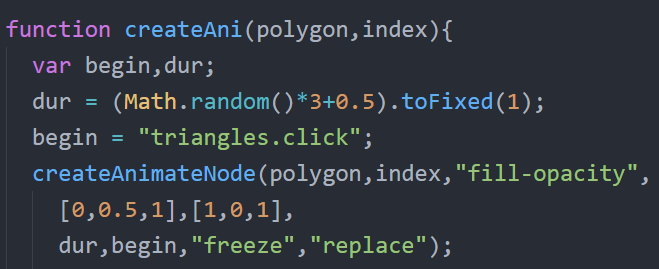 function createAni(polygon,index){
var begin,dur;
dur = (Math.random()*3+0.5).toFixed(1);
begin = "triangles.click";
createAnimateNode(polygon,index,"fill-opacity",
[0,0.5,1],[1,0,1],
dur,begin,"freeze","replace");